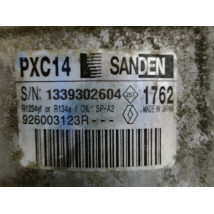 PXC14 SANDEN
S/N: 1339302604 1762
R1234yf or R134a / OIL: SP-A2 MADE IN JAPAN
926003123R---